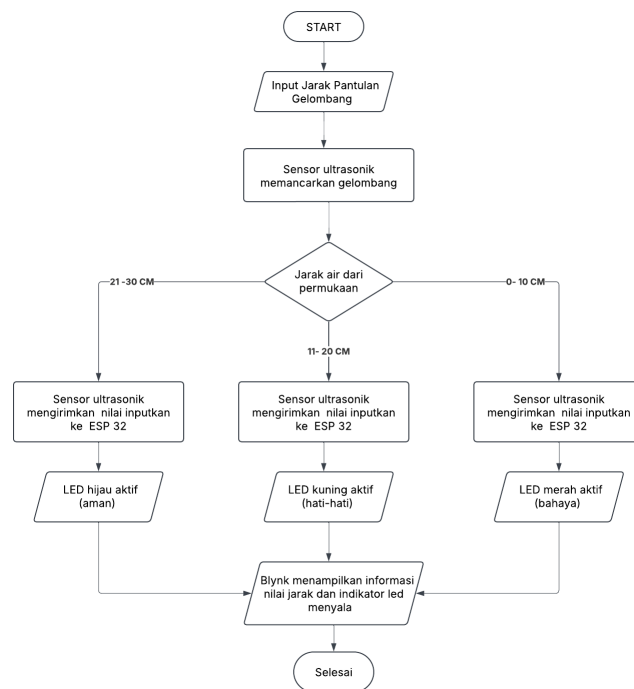 START
Input Jarak Pantulan
Gelombang
Sensor ultrasonik
memancarkan gelombang
Jarak air dari
permukaan
21 -30 CM
0- 10 CM
11- 20 CM
Sensor ultrasonik
mengirimkan nilai inputkan
ke ESP 32
Sensor ultrasonik
mengirimkan nilai inputkan
ke ESP 32
Sensor ultrasonik
mengirimkan nilai inputkan
ke ESP 32
LED hijau aktif
(aman)
LED kuning aktif
(hati-hati)
LED merah aktif
(bahaya)
Blynk menampilkan informasi
nilai jarak dan indikator led
menyala
Selesai